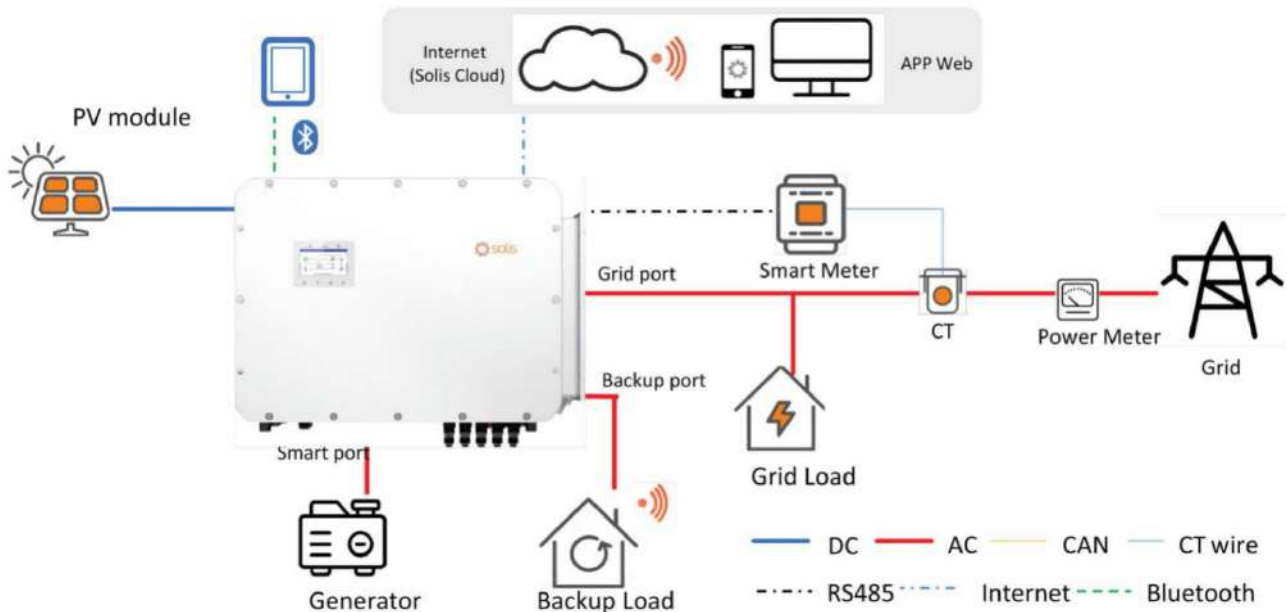 Internet
(Solis Cloud)
APP Web
PV module
solis
Grid port
Smart Meter
CT
Power Meter
Grid
Backup port
Smart port
Grid Load
Generator
Backup Load
DC
AC
CAN
CT wire
RS485
Internet
Bluetooth